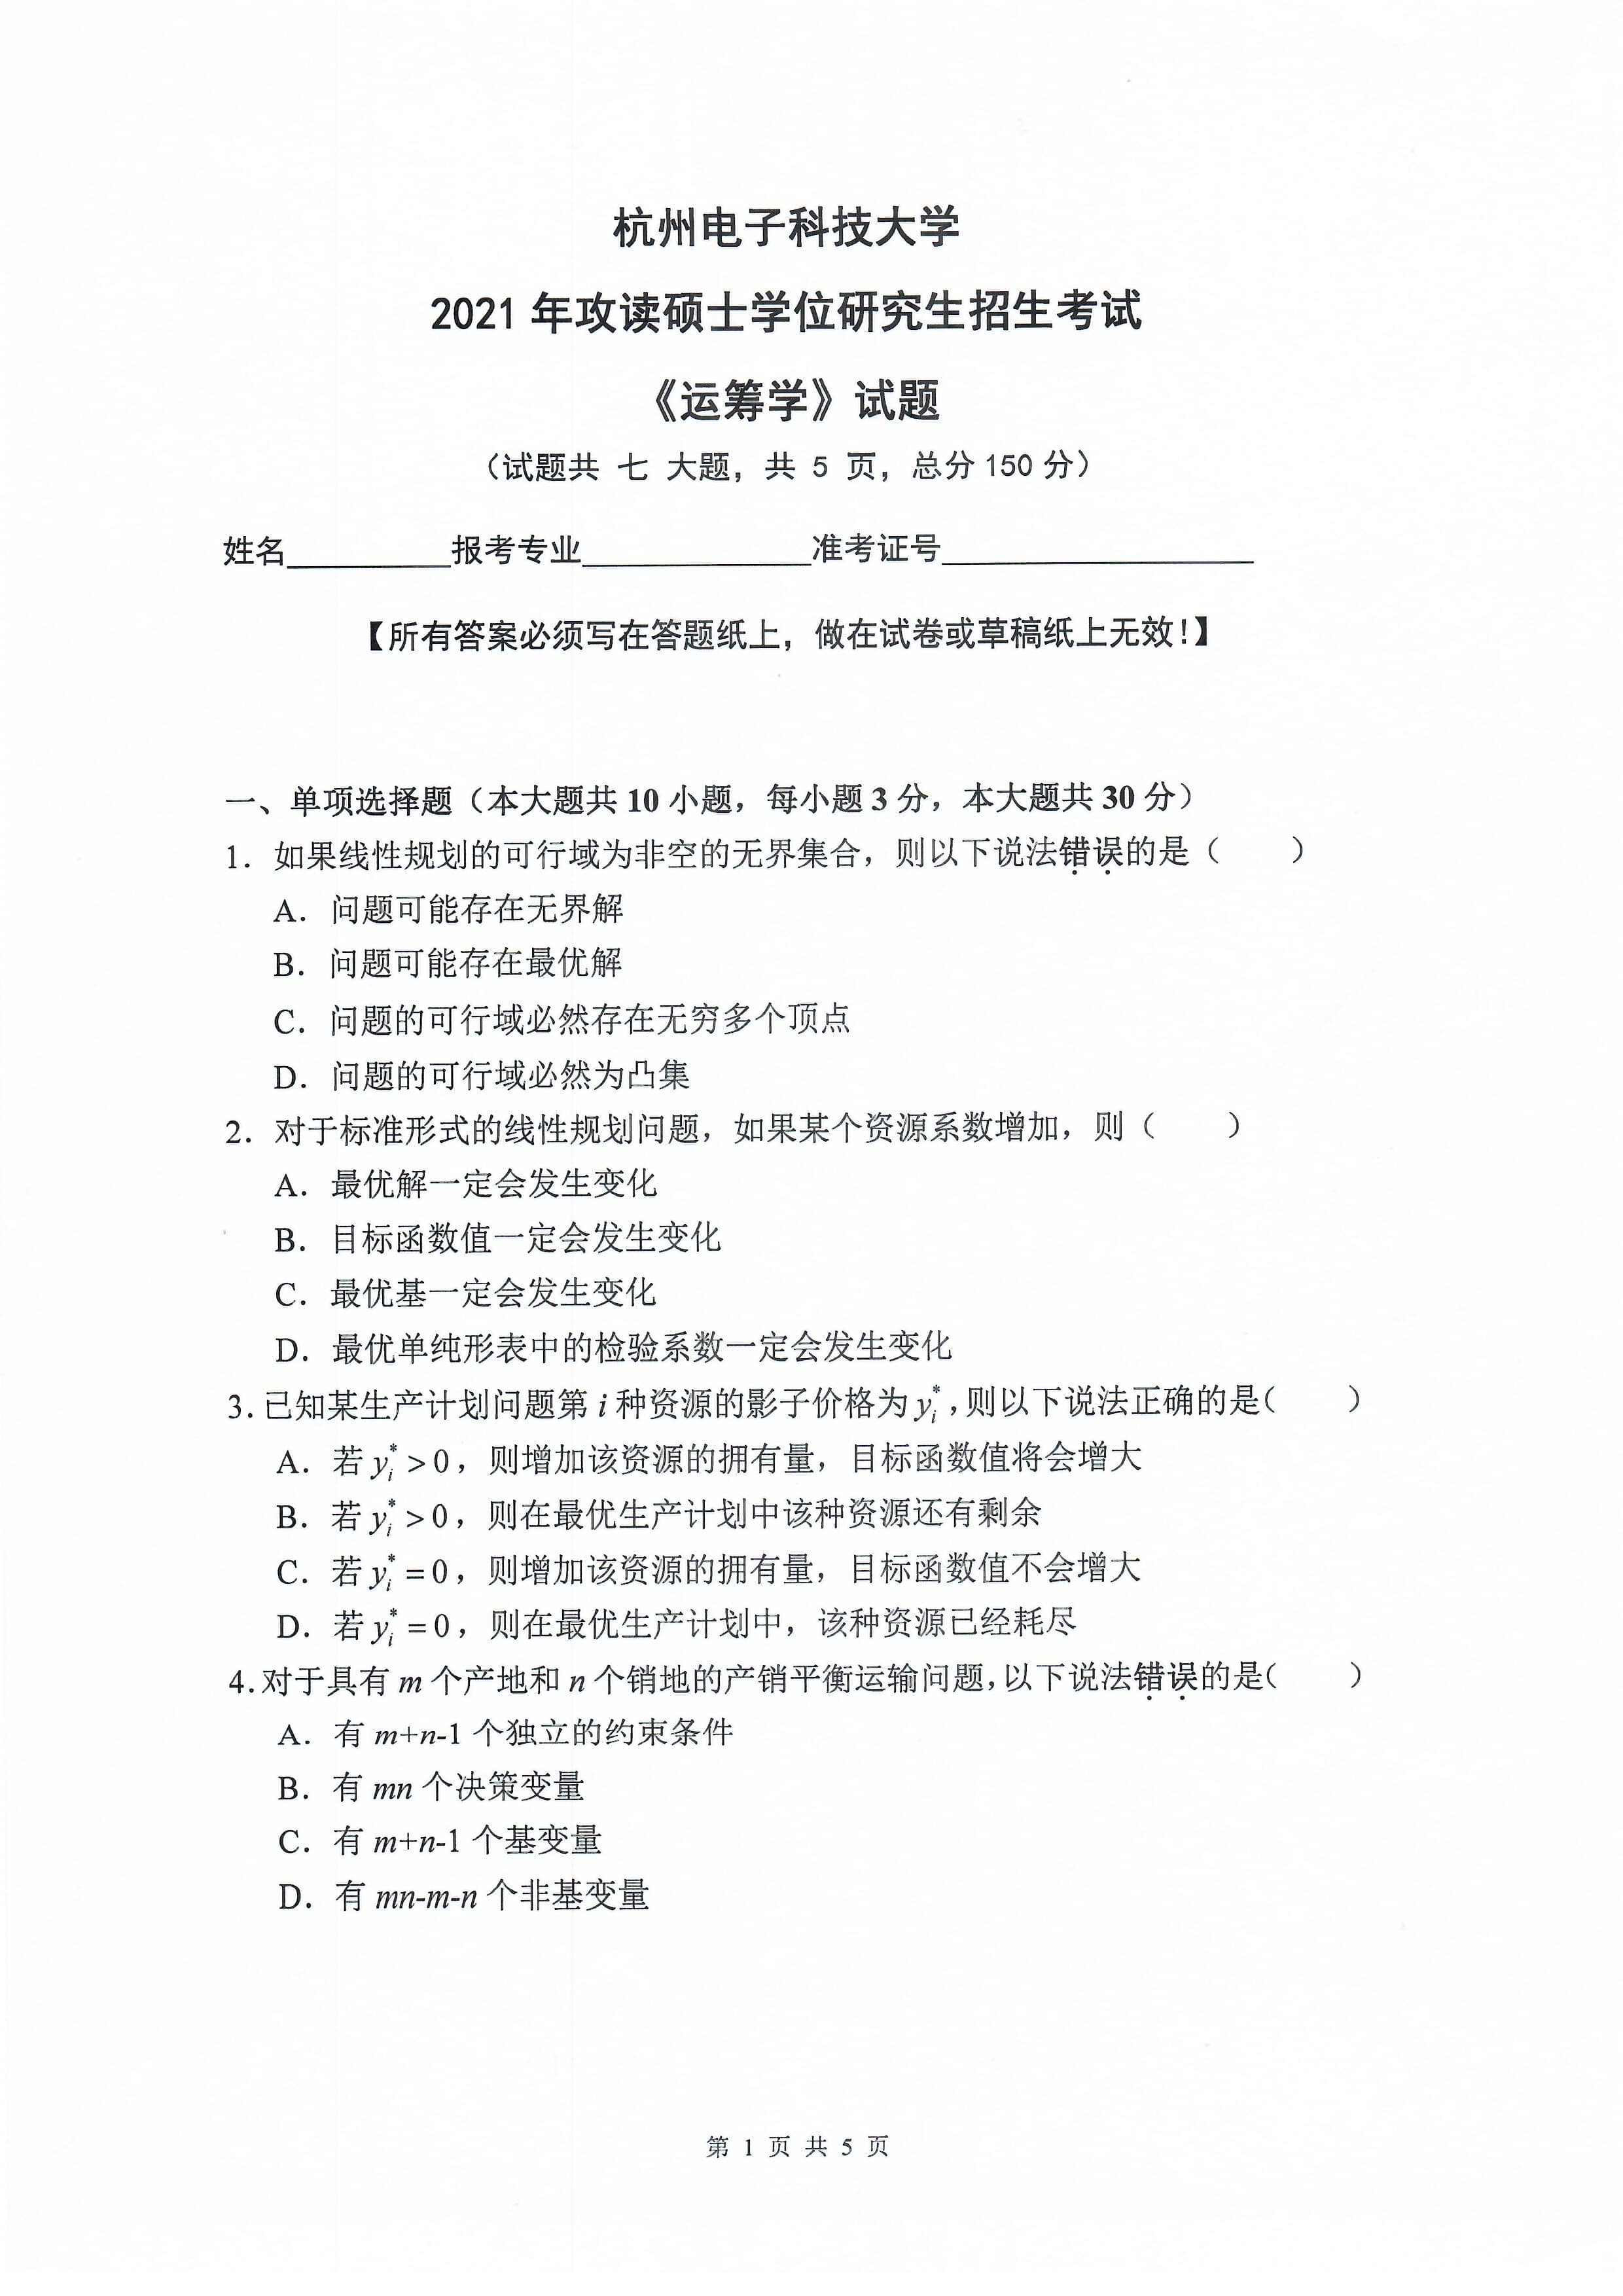 杭州电子科技大学
2021 年攻读硕士学位研究生招生考试
《运筹学》试题
（试题共 七 大题，共 5 页，总分 150 分）
姓名__________报考专业______________准考证号___________________
【所有答案必须写在答题纸上，做在试卷或草稿纸上无效！】
一、单项选择题（本大题共 10 小题，每小题 3 分，本大题共 30 分）
1. 如果线性规划的可行域为非空的无界集合，则以下说法错误的是（ ）
A. 问题可能存在无界解
B. 问题可能存在最优解
C. 问题的可行域必然存在无穷多个顶点
D. 问题的可行域必然为凸集
2. 对于标准形式的线性规划问题，如果某个资源系数增加，则（ ）
A. 最优解一定会发生变化
B. 目标函数值一定会发生变化
C. 最优基一定会发生变化
D. 最优单纯形表中的检验系数一定会发生变化
3. 已知某生产计划问题第 i 种资源的影子价格为 y_i^*，则以下说法正确的是（ ）
A. 若 y_i^* > 0，则增加该资源的拥有量，目标函数值将会增大
B. 若 y_i^* > 0，则在最优生产计划中该种资源还有剩余
C. 若 y_i^* = 0，则增加该资源的拥有量，目标函数值不会增大
D. 若 y_i^* = 0，则在最优生产计划中，该种资源已经耗尽
4. 对于具有 m 个产地和 n 个销地的产销平衡运输问题，以下说法错误的是（ ）
A. 有 m+n-1 个独立的约束条件
B. 有 mn 个决策变量
C. 有 m+n-1 个基变量
D. 有 mn-m-n 个非基变量
第 1 页 共 5 页